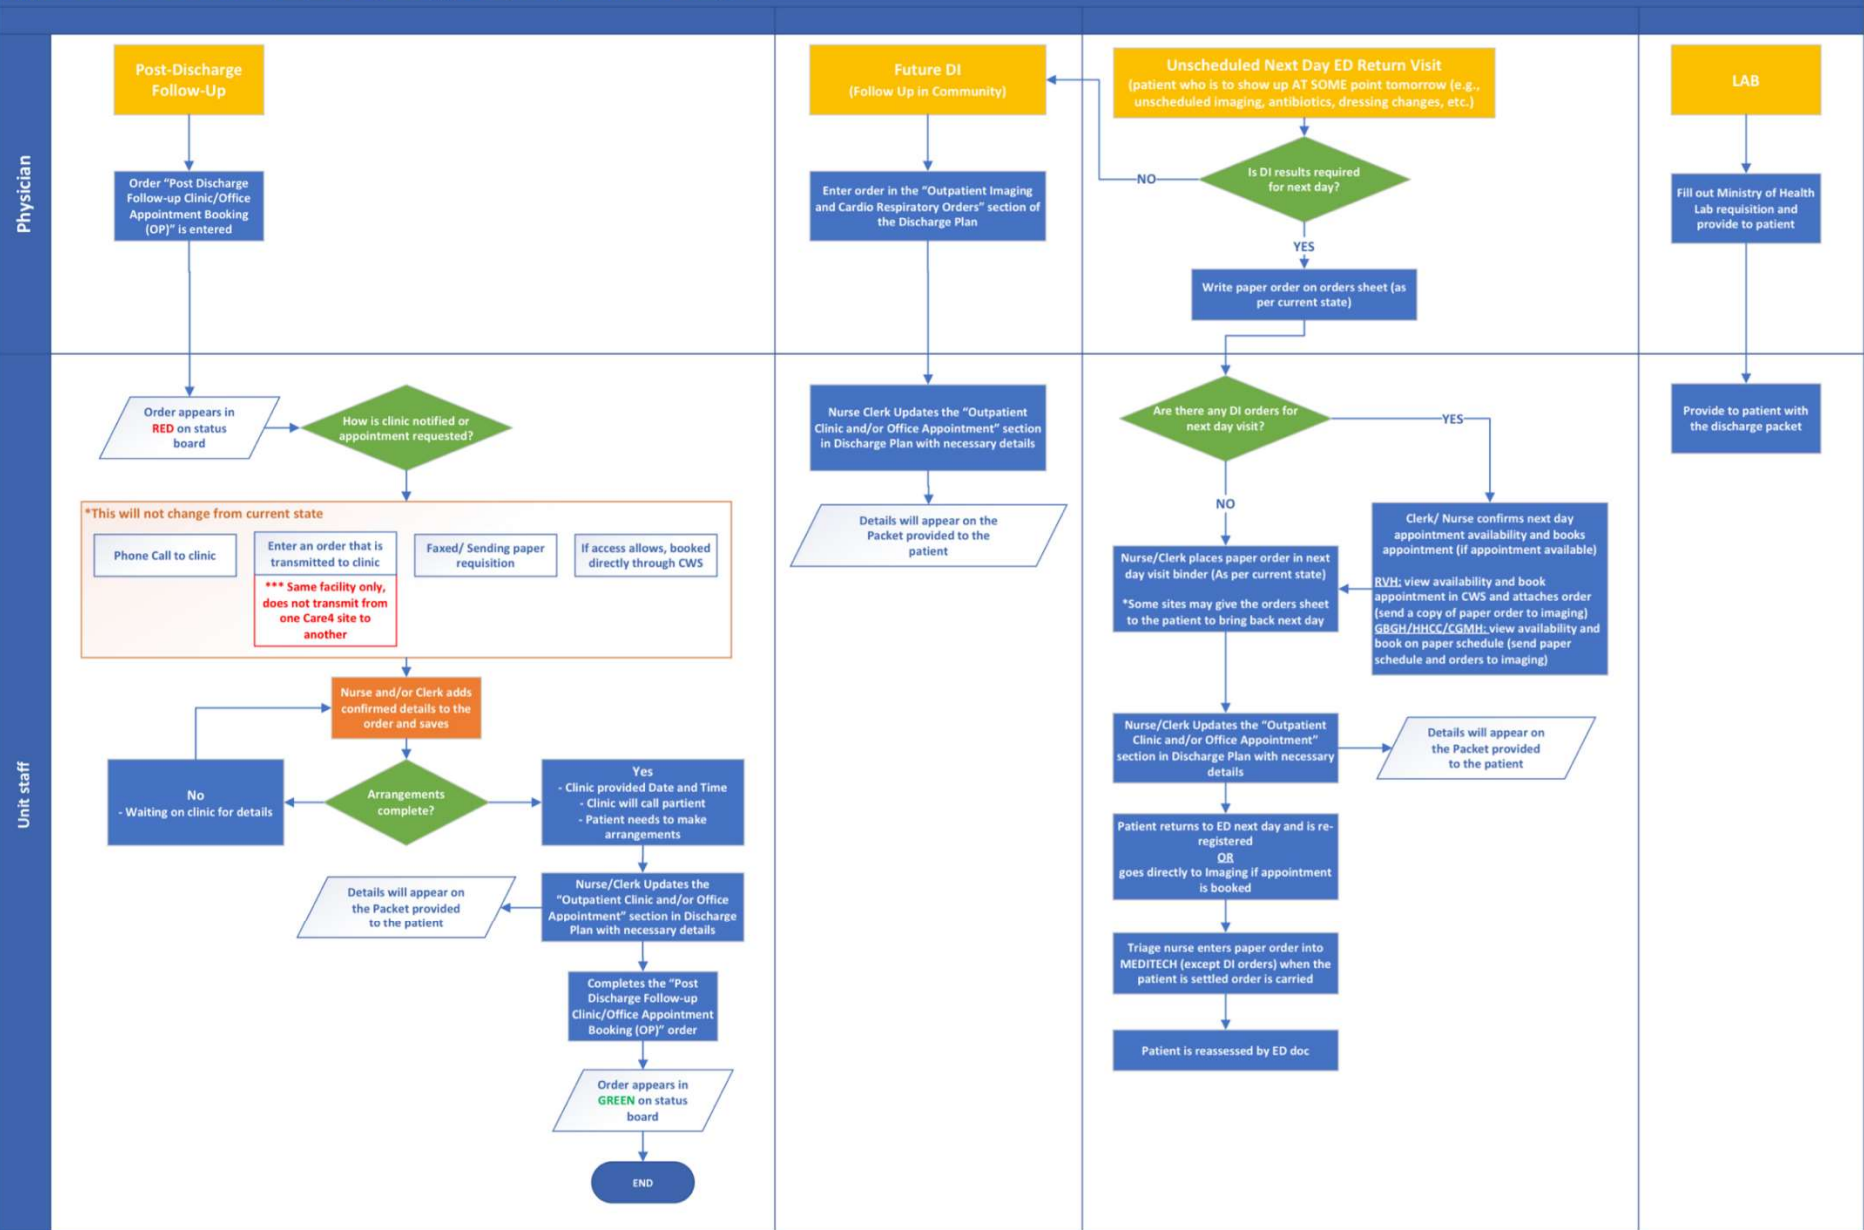 Physician
Post-Discharge
Follow-Up
Order “Post Discharge
Follow-up Clinic/Office
Appointment Booking
(OP)” is entered
Future DI
(Follow Up in Community)
Enter order in the “Outpatient Imaging
and Cardio Respiratory Orders” section of
the Discharge Plan
Unscheduled Next Day ED Return Visit
(patient who is to show up AT SOME point tomorrow (e.g.,
unscheduled imaging, antibiotics, dressing changes, etc.)
Is DI results required
for next day?
NO
YES
Write paper order on orders sheet (as
per current state)
LAB
Fill out Ministry of Health
Lab requisition and
provide to patient
Unit staff
Order appears in
RED on status
board
How is clinic notified or
appointment requested?
*This will not change from current state
Phone Call to clinic
Enter an order that is
transmitted to clinic
*** Same facility only,
does not transmit from
one Care4 site to
another
Faxed/ Sending paper
requisition
If access allows, booked
directly through CWS
Nurse and/or Clerk adds
confirmed details to the
order and saves
Arrangements
complete?
No
- Waiting on clinic for details
Yes
- Clinic provided Date and Time
- Clinic will call partient
- Patient needs to make
arrangements
Nurse/Clerk Updates the
“Outpatient Clinic and/or Office
Appointment” section in Discharge
Plan with necessary details
Details will appear on
the Packet provided
to the patient
Completes the “Post
Discharge Follow-up
Clinic/Office Appointment
Booking (OP)” order
Order appears in
GREEN on status
board
END
Nurse Clerk Updates the “Outpatient
Clinic and/or Office Appointment” section
in Discharge Plan with necessary details
Details will appear on the
Packet provided to the
patient
Are there any DI orders for
next day visit?
YES
NO
Clerk/ Nurse confirms next day
appointment availability and books
appointment (if appointment available)
RVH: view availability and book
appointment in CWS and attaches order
(send a copy of paper order to imaging)
GBGH/HHCC/CGMH: view availability and
book on paper schedule (send paper
schedule and orders to imaging)
Nurse/Clerk places paper order in next
day visit binder (As per current state)
*Some sites may give the orders sheet
to the patient to bring back next day
Nurse/Clerk Updates the “Outpatient
Clinic and/or Office Appointment”
section in Discharge Plan with necessary
details
Details will appear on
the Packet provided
to the patient
Patient returns to ED next day and is re-
registered
OR
goes directly to Imaging if appointment
is booked
Triage nurse enters paper order into
MEDITECH (except DI orders) when the
patient is settled order is carried
Patient is reassessed by ED doc
Provide to patient with
the discharge packet